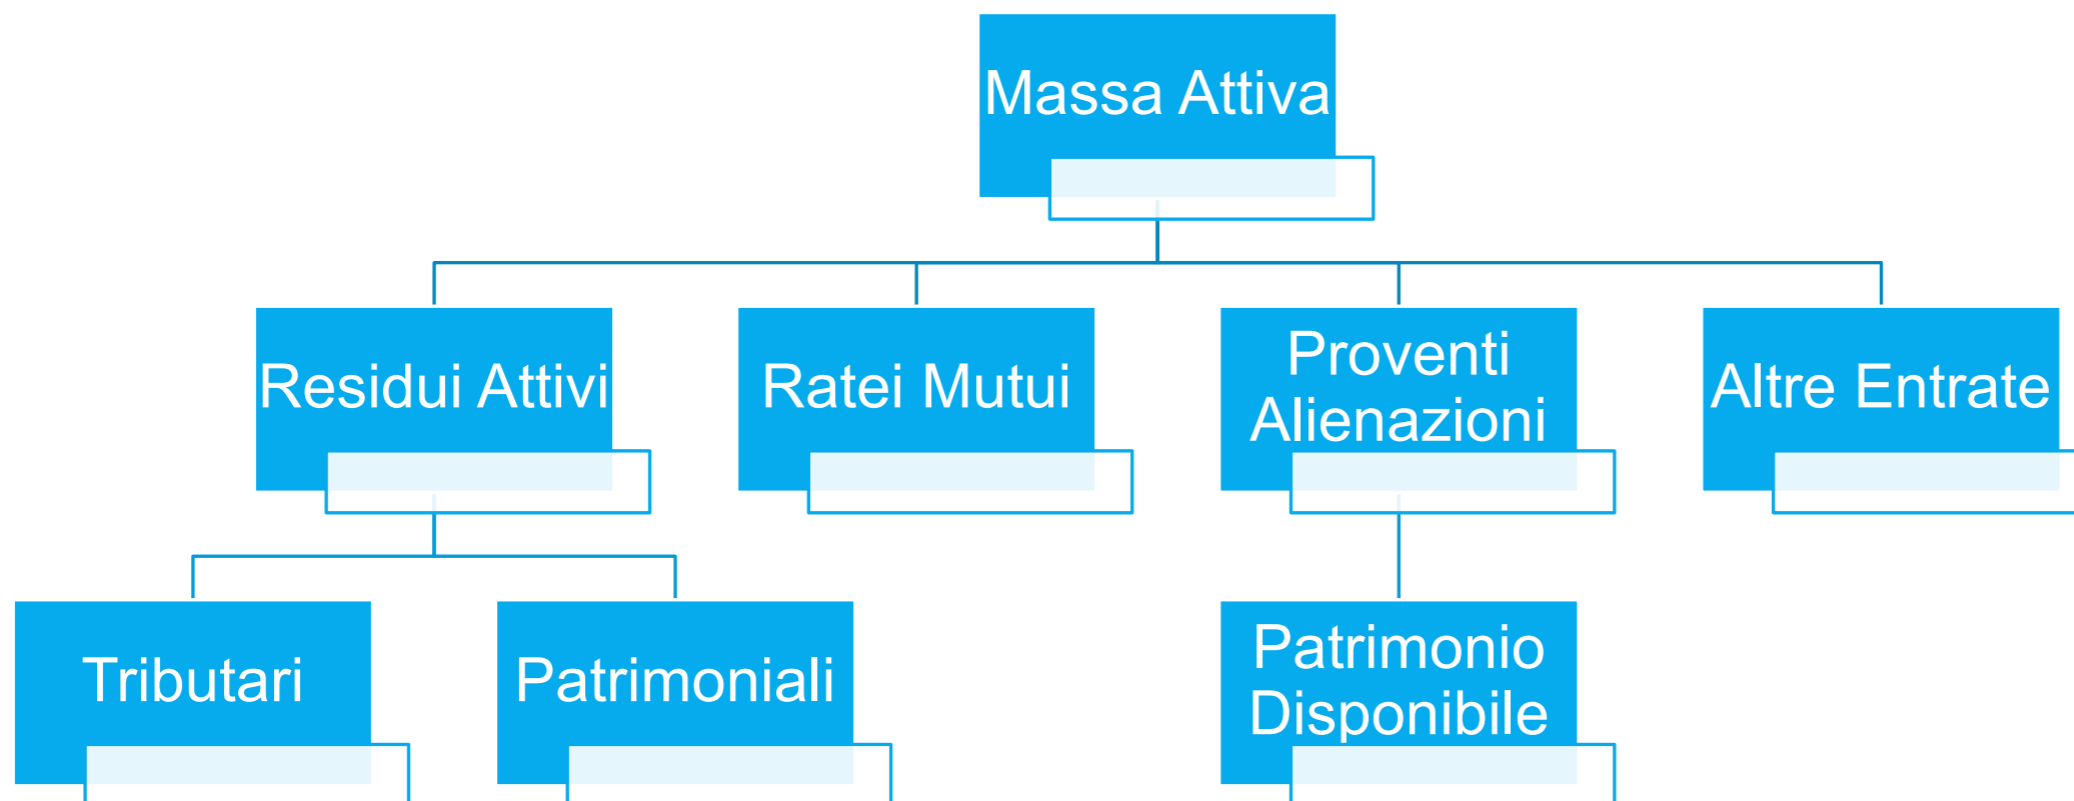 Massa Attiva
Residui Attivi
Ratei Mutui
Proventi
Alienazioni
Altre Entrate
Tributari
Patrimoniali
Patrimonio
Disponibile